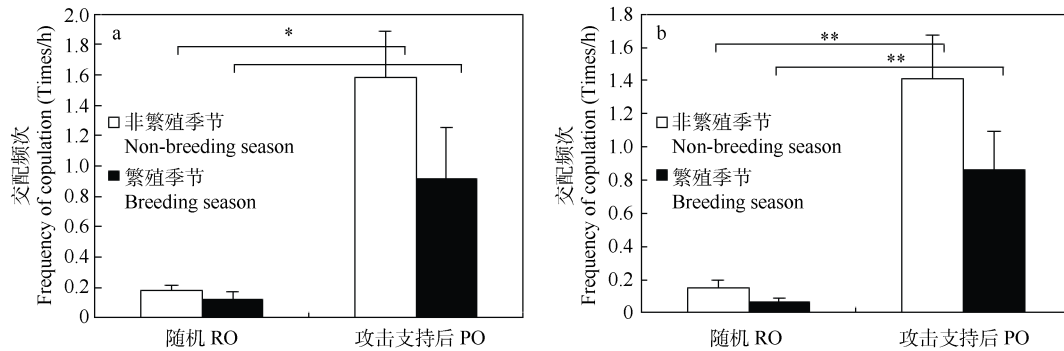 交配频次
Frequency of copulation (Times/h)
2.0
1.8
1.6
1.4
1.2
1.0
0.8
0.6
0.4
0.2
0
a
*
非繁殖季节
Non-breeding season
繁殖季节
Breeding season
随机 RO
攻击支持后 PO
交配频次
Frequency of copulation (Times/h)
1.8
1.6
1.4
1.2
1.0
0.8
0.6
0.4
0.2
0
b
**
**
非繁殖季节
Non-breeding season
繁殖季节
Breeding season
随机 RO
攻击支持后 PO